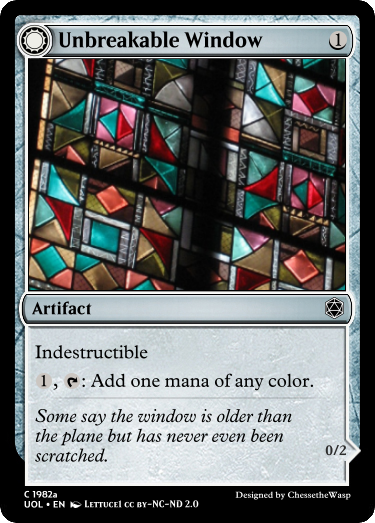 Unbreakable Window 1
Artifact
Indestructible
1, : Add one mana of any color.
Some say the window is older than
the plane but has never even been
scratched.
0/2
C 1982a
UOL • EN Lettuce1 CC BY-NC-ND 2.0
Designed by ChessetheWasp